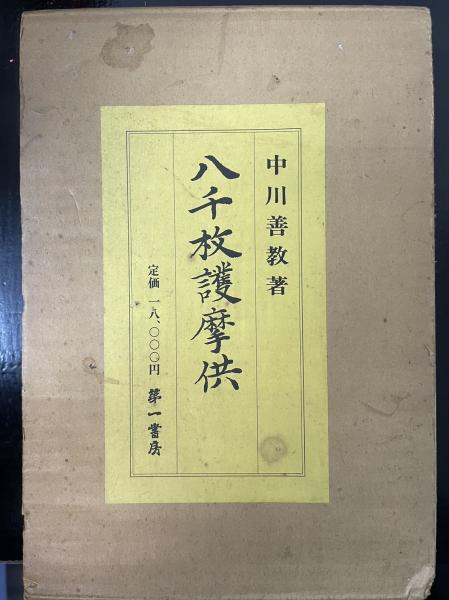 中川善教著
八千枚護摩供
定価 一八、〇〇〇円 第一書房